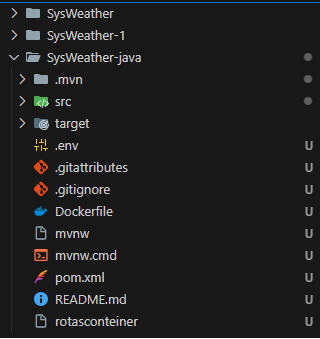 SysWeather
SysWeather-1
SysWeather-java
.mvn
src
target
.env U
.gitattributes U
.gitignore U
Dockerfile U
mvnw U
mvnw.cmd U
pom.xml U
README.md U
rotasconteiner U